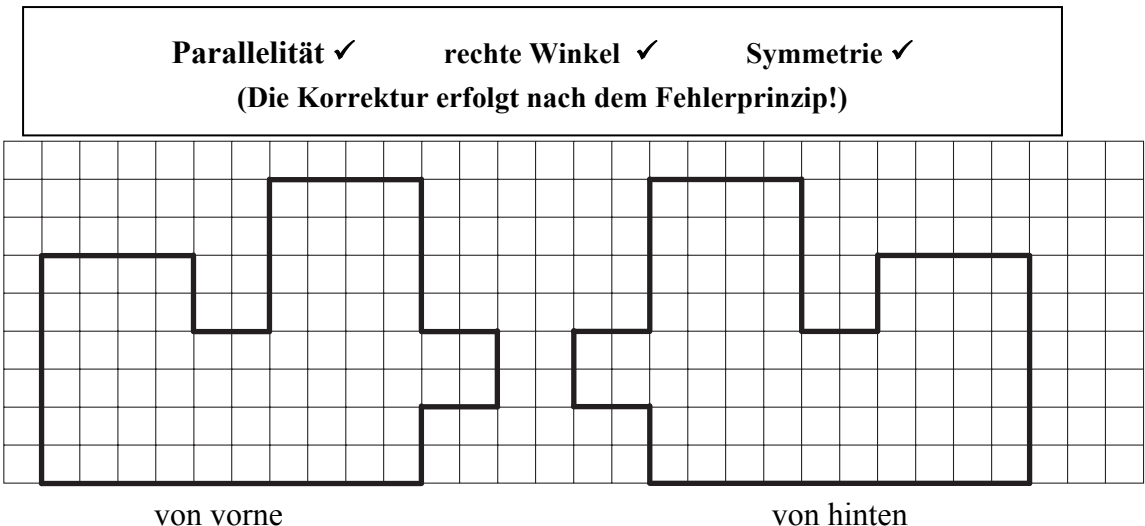 Parallelität ✓ rechte Winkel ✓ Symmetrie ✓
(Die Korrektur erfolgt nach dem Fehlerprinzip!)
von vorne von hinten